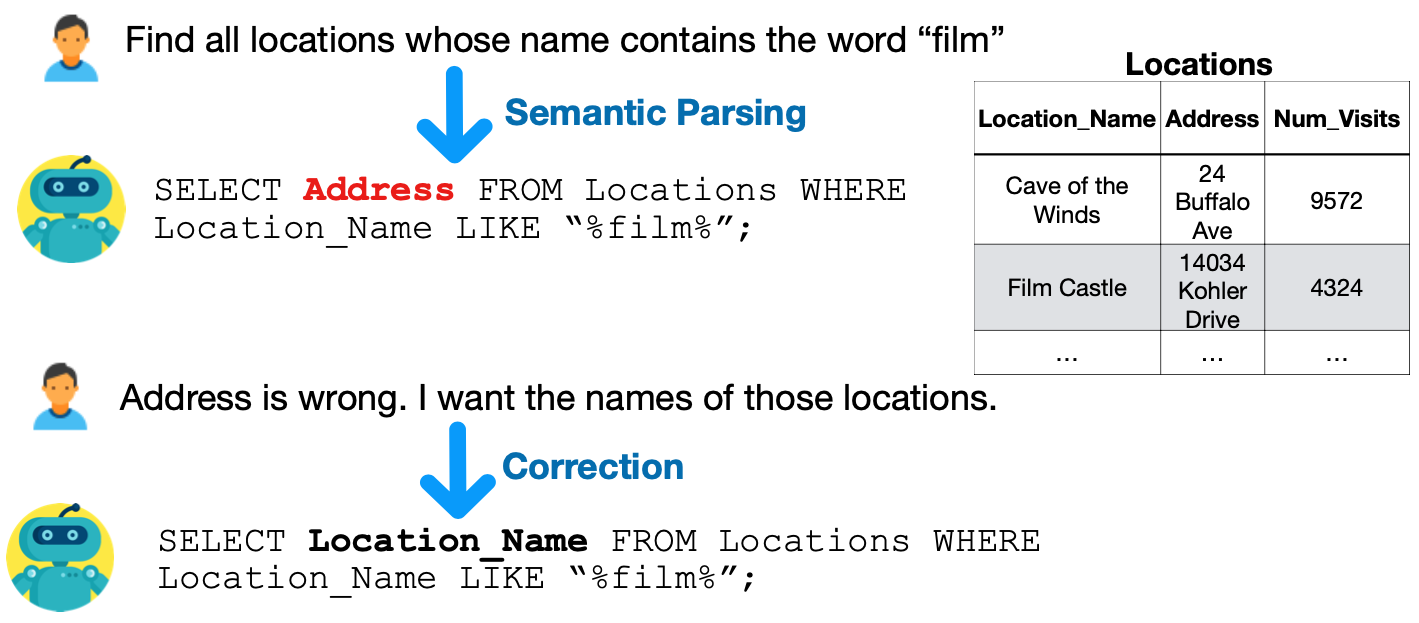 Find all locations whose name contains the word “film”
Semantic Parsing
SELECT Address FROM Locations WHERE
Location_Name LIKE “%film%”;
Locations
Location_Name Address Num_Visits
Cave of the
Winds
24
Buffalo
Ave
9572
Film Castle
14034
Kohler
Drive
4324
... ... ...
Address is wrong. I want the names of those locations.
Correction
SELECT Location_Name FROM Locations WHERE
Location_Name LIKE “%film%”;